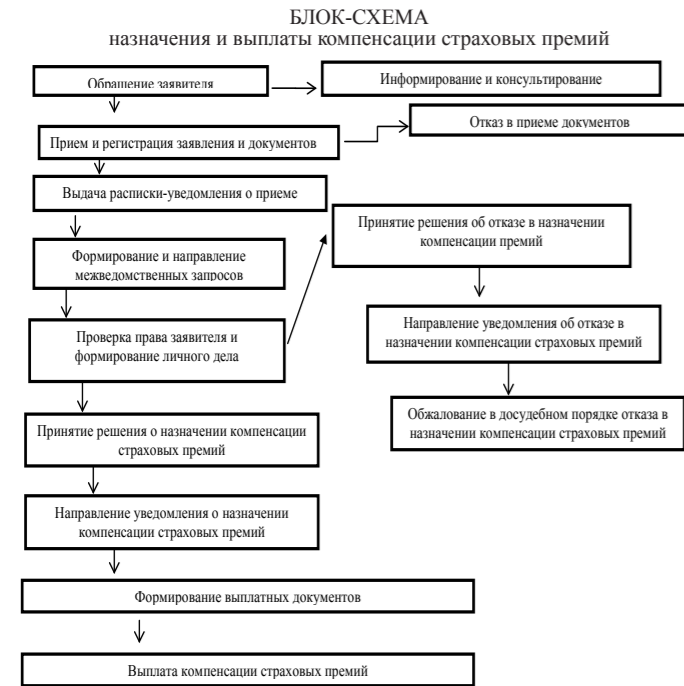 БЛОК-СХЕМА
назначения и выплаты компенсации страховых премий
Обращение заявителя
Информирование и консультирование
Отказ в приеме документов
Прием и регистрация заявления и документов
Выдача расписки-уведомления о приеме
Формирование и направление
межведомственных запросов
Проверка права заявителя и
формирование личного дела
Принятие решения об отказе в назначении
компенсации премий
Направление уведомления об отказе в
назначении компенсации страховых премий
Обжалование в досудебном порядке отказа в
назначении компенсации страховых премий
Принятие решения о назначении компенсации
страховых премий
Направление уведомления о назначении
компенсации страховых премий
Формирование выплатных документов
Выплата компенсации страховых премий